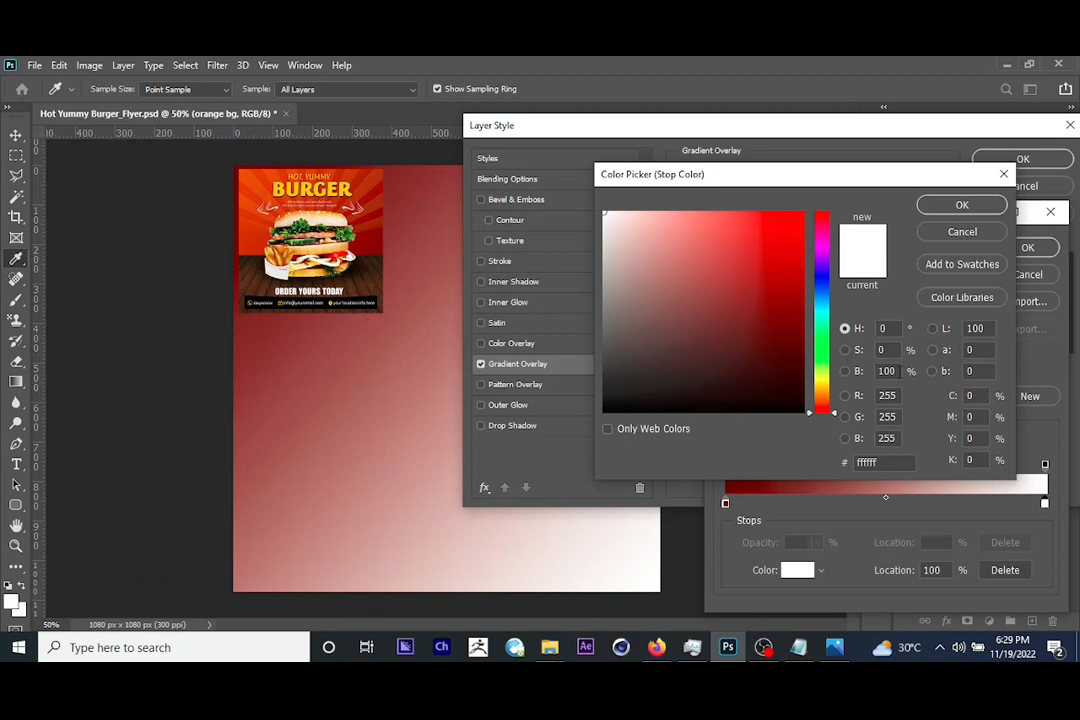 File Edit Image Layer Type Select Filter 3D View Window Help
Sample Size: Point Sample Sample: All Layers Show Sampling Ring
Hot Yummy Burger_Flyer.psd @ 50% (orange bg, RGB/8) *
Layer Style
Styles
Blending Options
Bevel & Emboss
Contour
Texture
Stroke
Inner Shadow
Inner Glow
Satin
Color Overlay
Gradient Overlay
Pattern Overlay
Outer Glow
Drop Shadow
fx
Gradient Overlay
OK
Color Picker (Stop Color)
new
current
OK
Cancel
Add to Swatches
Color Libraries
H: 0 ° L: 100
S: 0 % a: 0
B: 100 % b: 0
R: 255 C: 0 %
G: 255 M: 0 %
B: 255 Y: 0 %
# ffffff K: 0 %
Only Web Colors
OK
New
Stops
Opacity: % Location: % Delete
Color: Location: 100 % Delete
HOT, YUMMY
BURGER
ORDER YOURS TODAY
50% 1080 px x 1080 px (300 ppi)
Type here to search
Ch
Ae
Ps
30°C
6:29 PM
11/19/2022